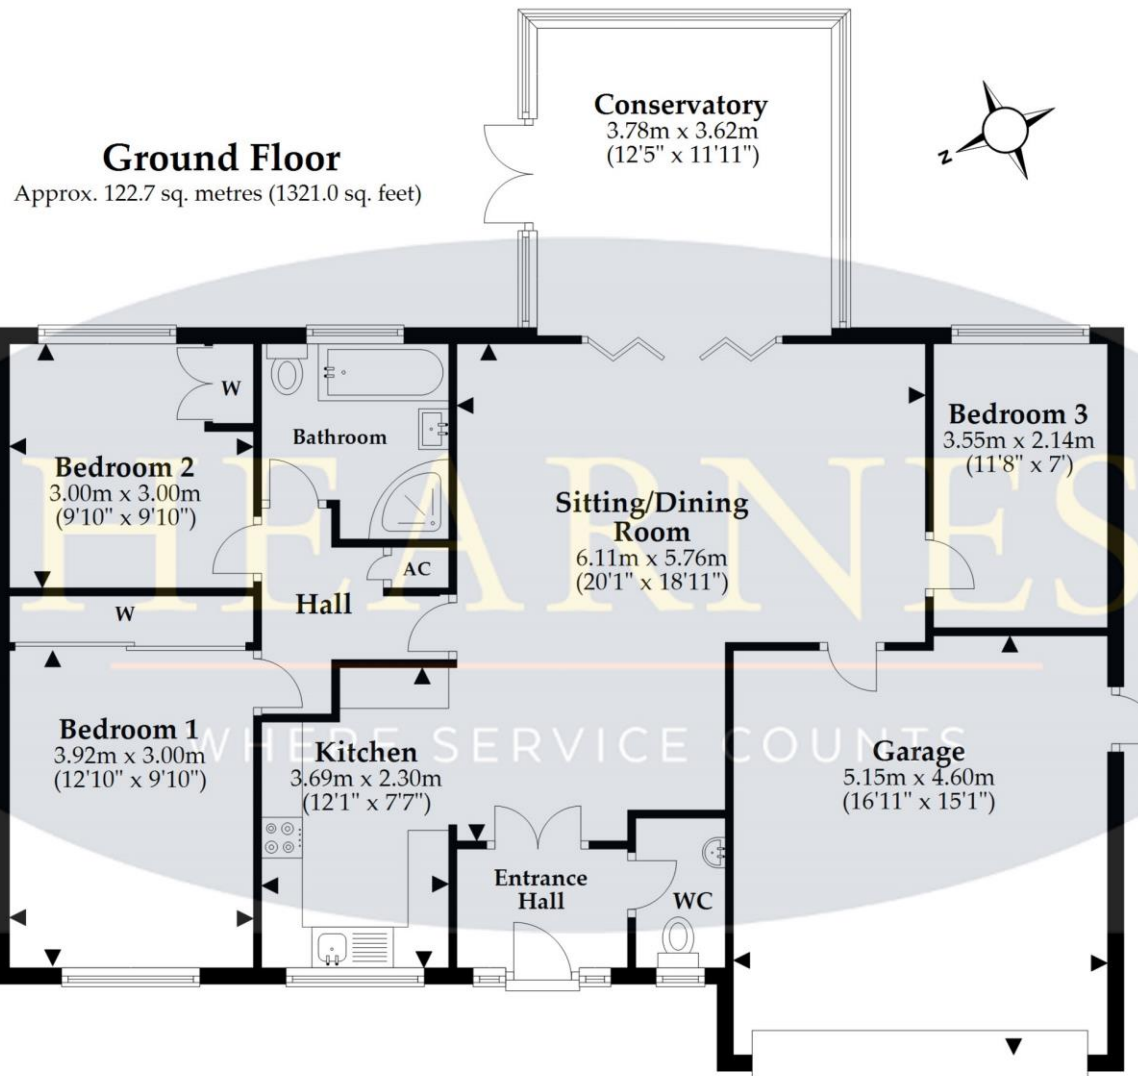 Ground Floor
Approx. 122.7 sq. metres (1321.0 sq. feet)
Conservatory
3.78m x 3.62m
(12'5" x 11'11")
N
W
Bathroom
Bedroom 2
3.00m x 3.00m
(9'10" x 9'10")
Bedroom 3
3.55m x 2.14m
(11'8" x 7')
HEARNES
Sitting/Dining
Room
6.11m x 5.76m
(20'1" x 18'11")
AC
Hall
W
WHERE SERVICE COUNTS
Bedroom 1
3.92m x 3.00m
(12'10" x 9'10")
Kitchen
3.69m x 2.30m
(12'1" x 7'7")
Garage
5.15m x 4.60m
(16'11" x 15'1")
Entrance
Hall
WC